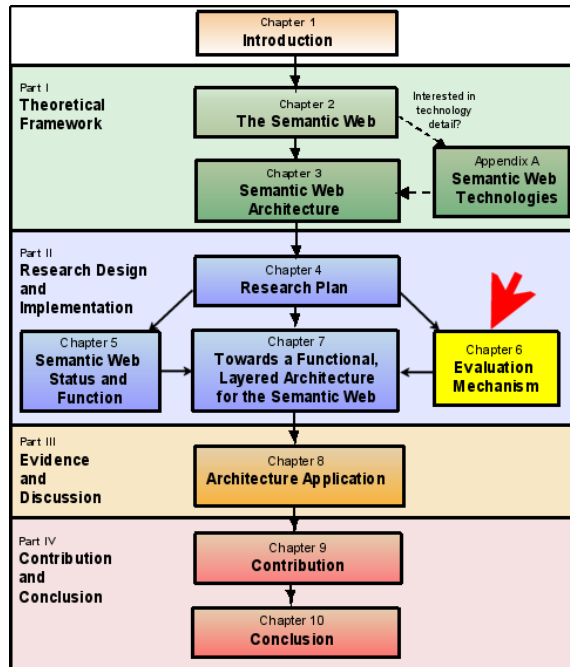 Chapter 1
Introduction
Part I
Theoretical
Framework
Chapter 2
The Semantic Web
Interested in
technology
detail?
Chapter 3
Semantic Web
Architecture
Appendix A
Semantic Web
Technologies
Part II
Research Design
and
Implementation
Chapter 4
Research Plan
Chapter 5
Semantic Web
Status and
Function
Chapter 7
Towards a Functional,
Layered Architecture
for the Semantic Web
Chapter 6
Evaluation
Mechanism
Part III
Evidence
and
Discussion
Chapter 8
Architecture Application
Part IV
Contribution
and
Conclusion
Chapter 9
Contribution
Chapter 10
Conclusion